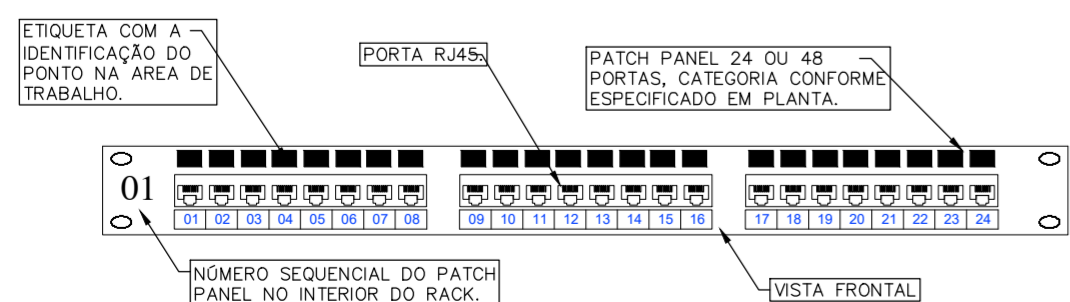 ETIQUETA COM A
IDENTIFICAÇÃO DO
PONTO NA AREA DE
TRABALHO.
PORTA RJ45.
PATCH PANEL 24 OU 48
PORTAS, CATEGORIA CONFORME
ESPECIFICADO EM PLANTA.
01
01 02 03 04 05 06 07 08 09 10 11 12 13 14 15 16 17 18 19 20 21 22 23 24
NÚMERO SEQUENCIAL DO PATCH
PANEL NO INTERIOR DO RACK.
VISTA FRONTAL